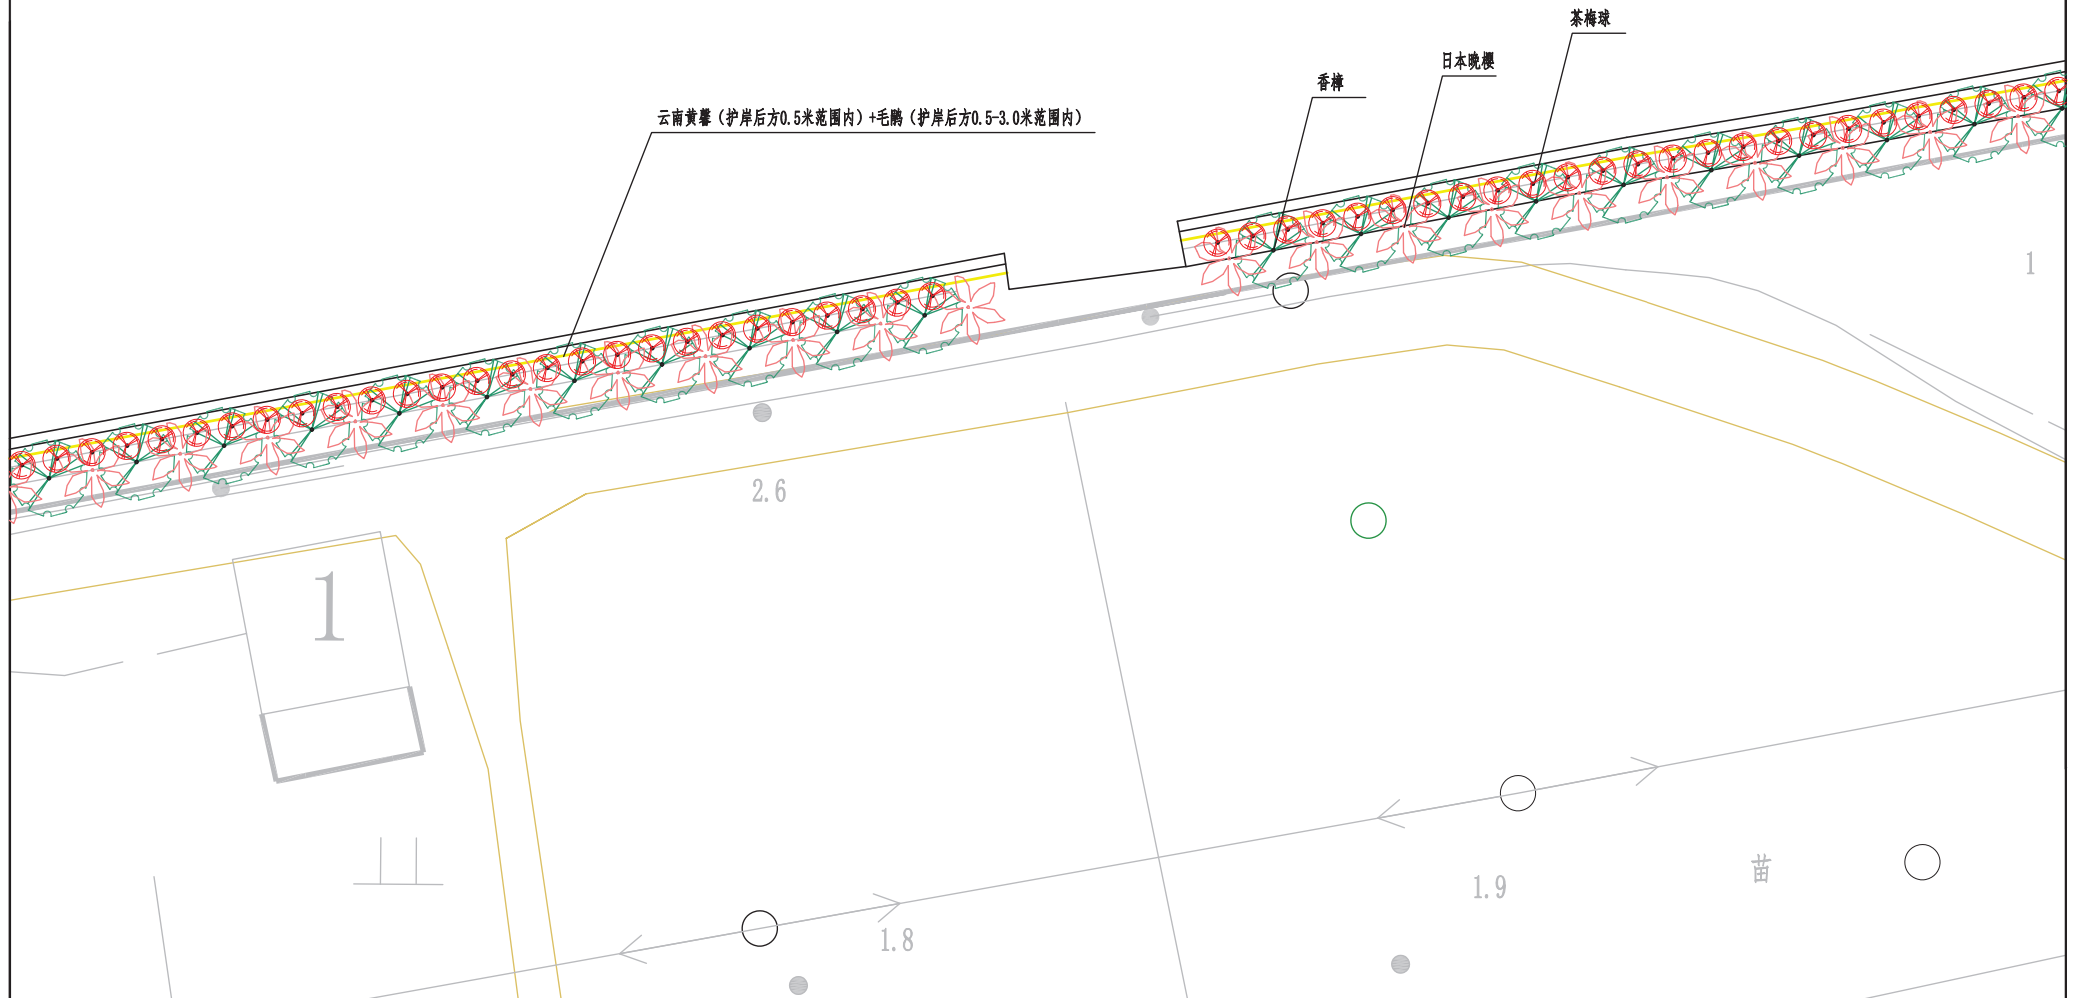 茶梅球
日本晚樱
香樟
云南黄馨（护岸后方0.5米范围内）+毛鹃（护岸后方0.5-3.0米范围内）
1
2.6
1
苗
1.9
1.8